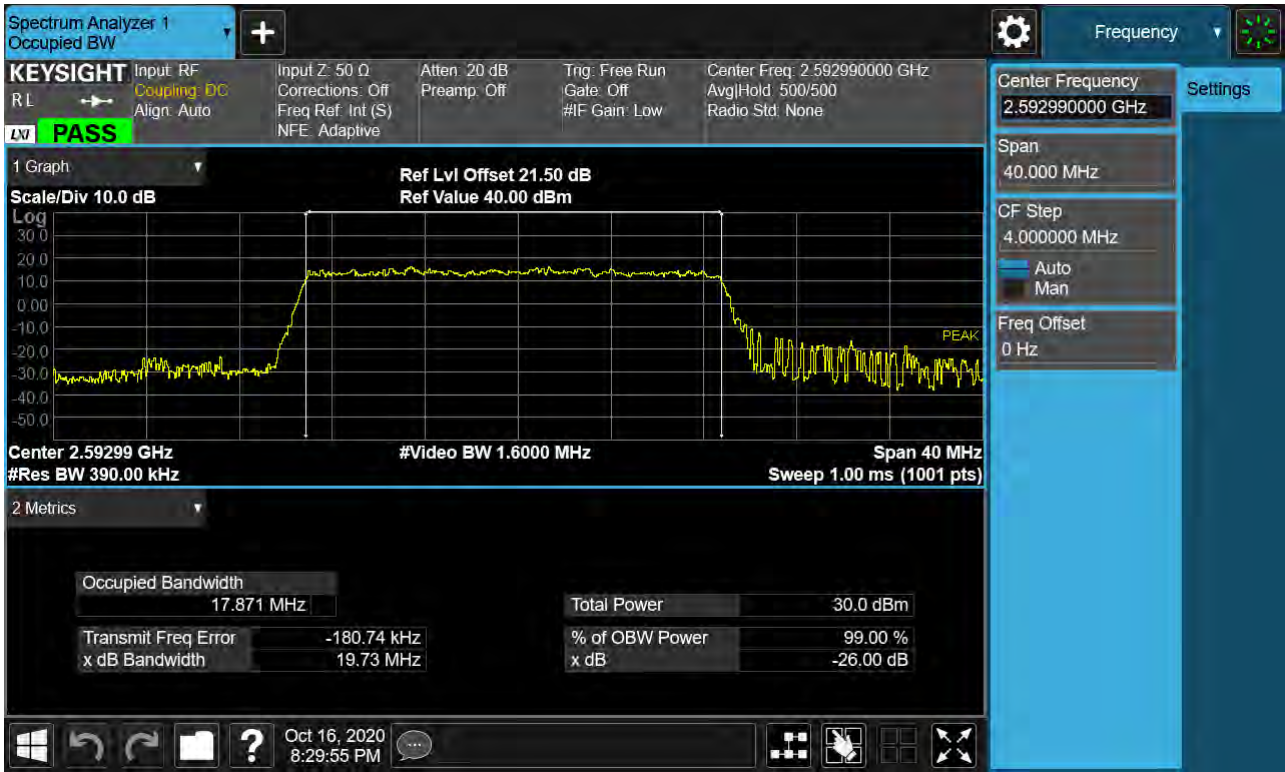 Spectrum Analyzer 1
Occupied BW
+
Frequency
KEYSIGHT
R L
LXI
PASS
Input: RF
Coupling: DC
Align: Auto
Input Z: 50 Ω
Corrections: Off
Freq Ref: Int (S)
NFE: Adaptive
Atten: 20 dB
Preamp: Off
Trig: Free Run
Gate: Off
#IF Gain: Low
Center Freq: 2.592990000 GHz
Avg|Hold: 500/500
Radio Std: None
Center Frequency
2.592990000 GHz
Settings
Span
40.000 MHz
CF Step
4.000000 MHz
Auto
Man
Freq Offset
0 Hz
1 Graph
Scale/Div 10.0 dB
Ref Lvl Offset 21.50 dB
Ref Value 40.00 dBm
Log
30.0
20.0
10.0
0.00
-10.0
-20.0
-30.0
-40.0
-50.0
PEAK
Center 2.59299 GHz
#Res BW 390.00 kHz
#Video BW 1.6000 MHz
Span 40 MHz
Sweep 1.00 ms (1001 pts)
2 Metrics
Occupied Bandwidth
17.871 MHz
Transmit Freq Error -180.74 kHz
x dB Bandwidth 19.73 MHz
Total Power 30.0 dBm
% of OBW Power 99.00 %
x dB -26.00 dB
?
Oct 16, 2020
8:29:55 PM